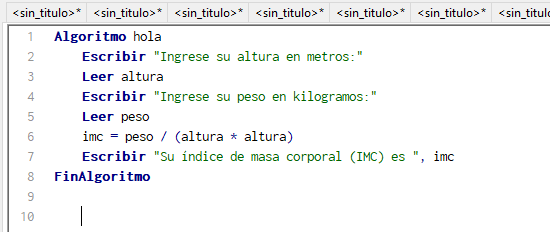 <sin_titulo>* <sin_titulo>* <sin_titulo>* <sin_titulo>* <sin_titulo>* <sin_titulo>*
1 Algoritmo hola
2 Escribir "Ingrese su altura en metros:"
3 Leer altura
4 Escribir "Ingrese su peso en kilogramos:"
5 Leer peso
6 imc = peso / (altura * altura)
7 Escribir "Su índice de masa corporal (IMC) es ", imc
8 FinAlgoritmo
9
10